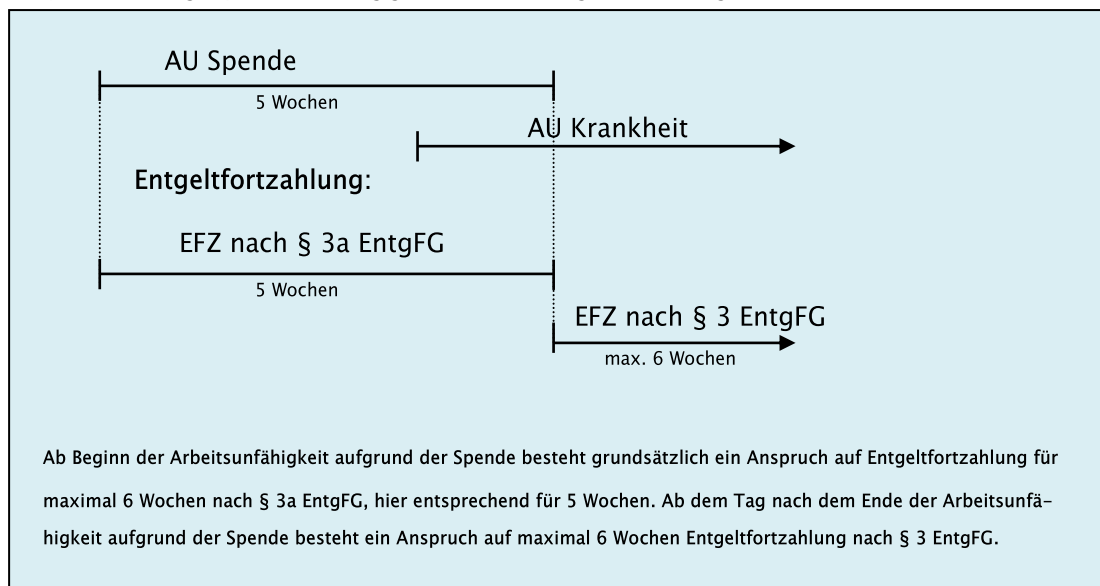 AU Spende
5 Wochen
AU Krankheit
Entgeltfortzahlung:
EFZ nach § 3a EntgFG
5 Wochen
EFZ nach § 3 EntgFG
max. 6 Wochen
Ab Beginn der Arbeitsunfähigkeit aufgrund der Spende besteht grundsätzlich ein Anspruch auf Entgeltfortzahlung für
maximal 6 Wochen nach § 3a EntgFG, hier entsprechend für 5 Wochen. Ab dem Tag nach dem Ende der Arbeitsunfä-
higkeit aufgrund der Spende besteht ein Anspruch auf maximal 6 Wochen Entgeltfortzahlung nach § 3 EntgFG.